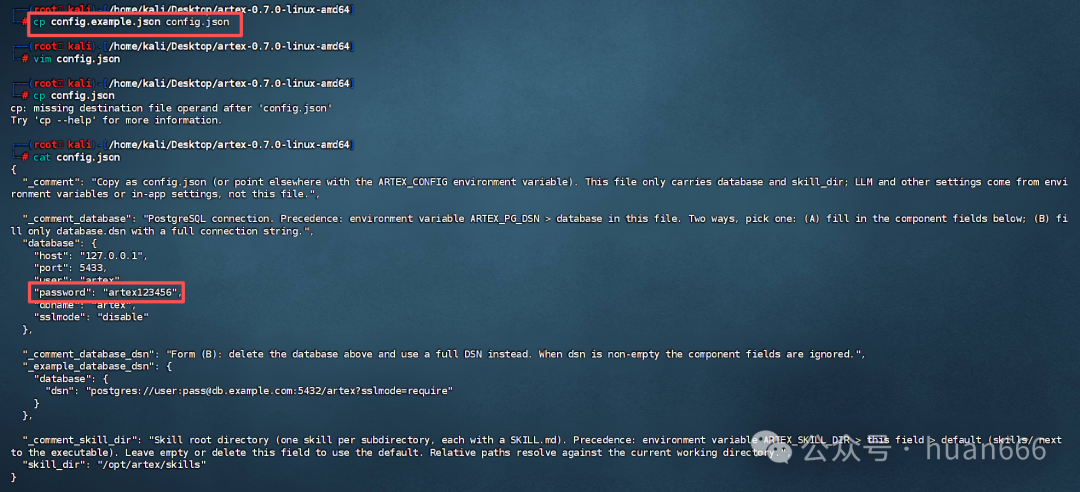 (root㉿kali)-[/home/kali/Desktop/artex-0.7.0-linux-amd64]
# cp config.example.json config.json
(root kali)-[/home/kali/Desktop/artex-0.7.0-linux-amd64]
# vim config.json
(root kali)-[/home/kali/Desktop/artex-0.7.0-linux-amd64]
# cp config.json
cp: missing destination file operand after 'config.json'
Try 'cp --help' for more information.
(root kali)-[/home/kali/Desktop/artex-0.7.0-linux-amd64]
# cat config.json
{
"_comment": "Copy as config.json (or point elsewhere with the ARTEX_CONFIG environment variable). This file only carries database and skill_dir; LLM and other settings come from envi
ronment variables or in-app settings, not this file.",
"_comment_database": "PostgreSQL connection. Precedence: environment variable ARTEX_PG_DSN > database in this file. Two ways, pick one: (A) fill in the component fields below; (B) fi
ll only database.dsn with a full connection string.",
"database": {
"host": "127.0.0.1",
"port": 5433,
"user": "artex",
"password": "artex123456",
"dbname": "artex",
"sslmode": "disable"
},
"_comment_database_dsn": "Form (B): delete the database above and use a full DSN instead. When dsn is non-empty the component fields are ignored.",
"_example_database_dsn": {
"database": {
"dsn": "postgres://user:pass@db.example.com:5432/artex?sslmode=require"
}
},
"_comment_skill_dir": "Skill root directory (one skill per subdirectory, each with a SKILL.md). Precedence: environment variable ARTEX_SKILL_DIR > this field > default (skills/ next
to the executable). Leave empty or delete this field to use the default. Relative paths resolve against the current working directory.",
"skill_dir": "/opt/artex/skills"
}
公众号 · huan666